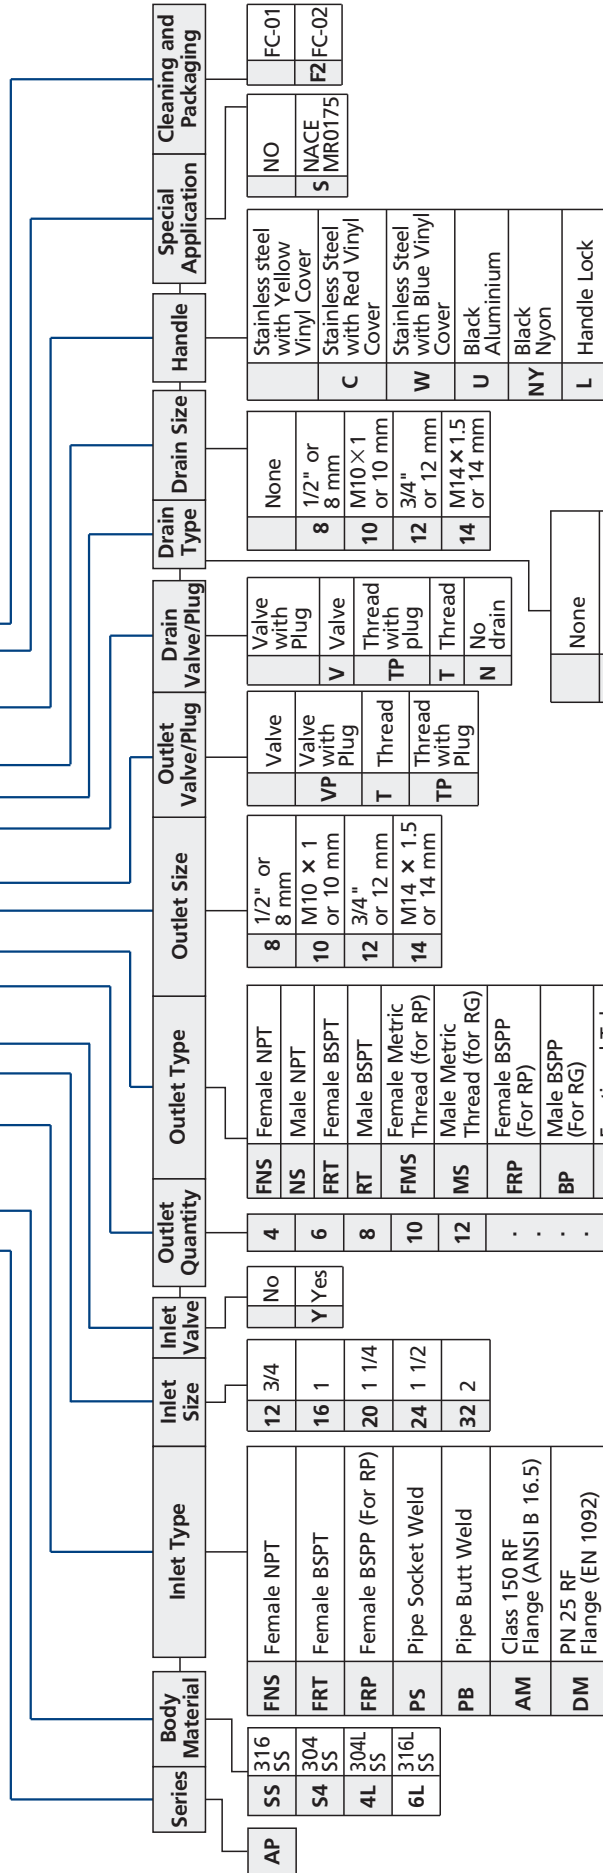 Series
Body
Material
Inlet Type
Inlet
Size
Inlet
Valve
Outlet
Quantity
Outlet Type
Outlet Size
Outlet
Valve/Plug
Drain
Valve/Plug
Drain
Type
Drain Size
Handle
Special
Application
Cleaning and
Packaging
AP
SS 316
SS
S4 304
SS
4L 304L
SS
6L 316L
SS
FNS Female NPT
FRT Female BSPT
FRP Female BSPP (For RP)
PS Pipe Socket Weld
PB Pipe Butt Weld
AM Class 150 RF
Flange (ANSI B 16.5)
DM PN 25 RF
Flange (EN 1092)
12 3/4
16 1
20 1 1/4
24 1 1/2
32 2
No
Y Yes
4
6
8
10
12
. .
. .
FNS Female NPT
NS Male NPT
FRT Female BSPT
RT Male BSPT
FMS Female Metric
Thread (for RP)
MS Male Metric
Thread (for RG)
FRP Female BSPP
(For RP)
BP Male BSPP
(For RG)
8 1/2" or
8 mm
10 M10 × 1
or 10 mm
12 3/4"
or 12 mm
14 M14 × 1.5
or 14 mm
Valve
VP Valve
with
Plug
T Thread
TP Thread
with
Plug
Valve
with
Plug
V Valve
TP Thread
with
plug
T Thread
N No
drain
None
None
8 1/2" or
8 mm
10 M10×1
or 10 mm
12 3/4"
or 12 mm
14 M14×1.5
or 14 mm
Stainless steel
with Yellow
Vinyl Cover
C Stainless Steel
with Red Vinyl
Cover
W Stainless Steel
with Blue Vinyl
Cover
U Black
Aluminium
NY Black
Nyon
L Handle Lock
NO
S NACE
MR0175
FC-01
F2 FC-02